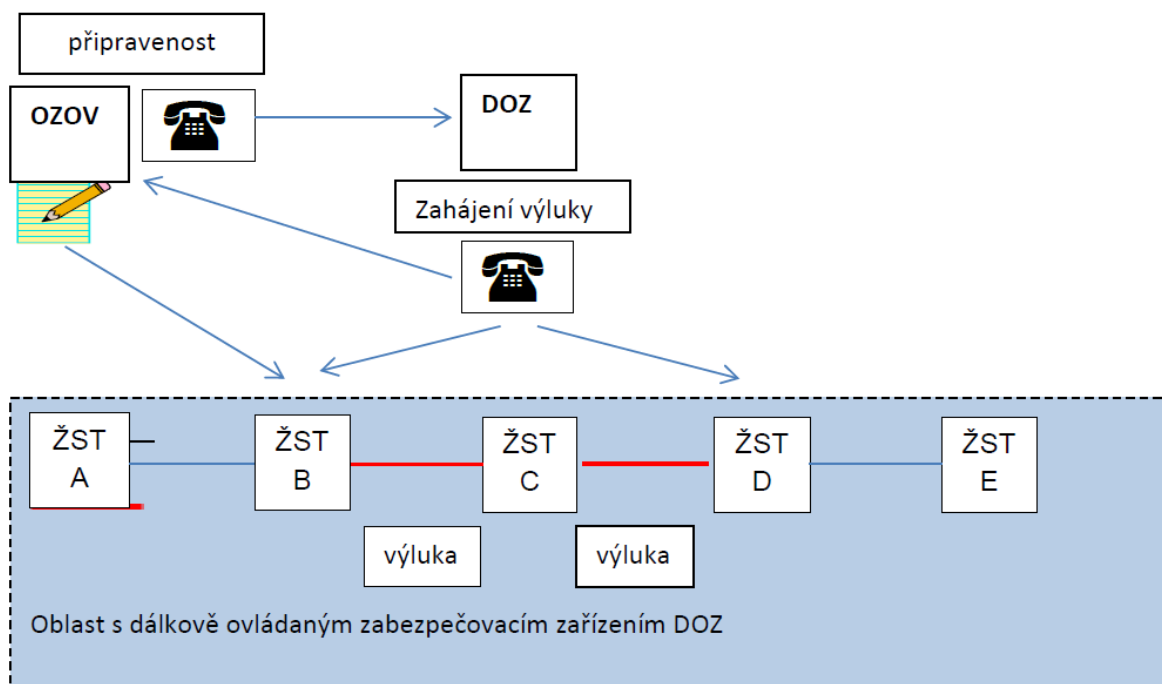 připravenost
OZOV
DOZ
Zahájení výluky
ŽST
A
ŽST
B
ŽST
C
ŽST
D
ŽST
E
výluka
výluka
Oblast s dálkově ovládaným zabezpečovacím zařízením DOZ